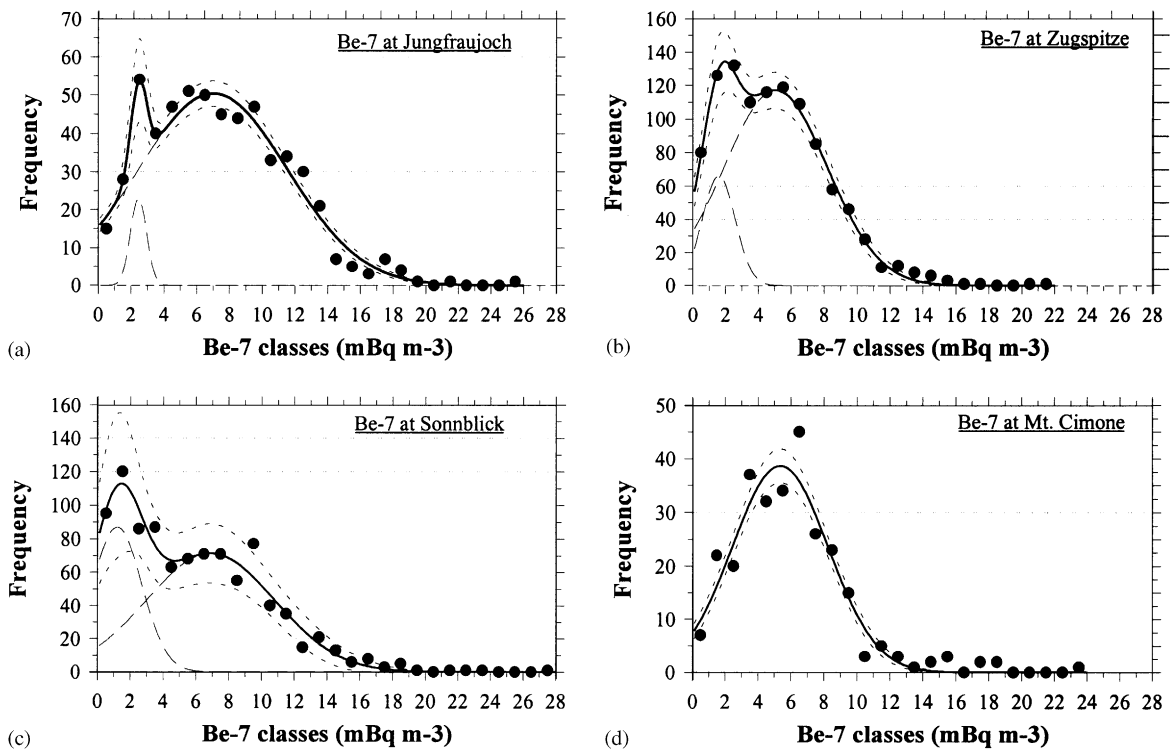 Be-7 at Jungfraujoch
70
60
50
40
30
20
10
0
Frequency
0 2 4 6 8 10 12 14 16 18 20 22 24 26 28
(a)
Be-7 classes (mBq m-3)
Be-7 at Zugspitze
160
140
120
100
80
60
40
20
0
Frequency
0 2 4 6 8 10 12 14 16 18 20 22 24 26 28
(b)
Be-7 classes (mBq m-3)
Be-7 at Sonnblick
160
140
120
100
80
60
40
20
0
Frequency
0 2 4 6 8 10 12 14 16 18 20 22 24 26 28
(c)
Be-7 classes (mBq m-3)
Be-7 at Mt. Cimone
50
40
30
20
10
0
Frequency
0 2 4 6 8 10 12 14 16 18 20 22 24 26 28
(d)
Be-7 classes (mBq m-3)